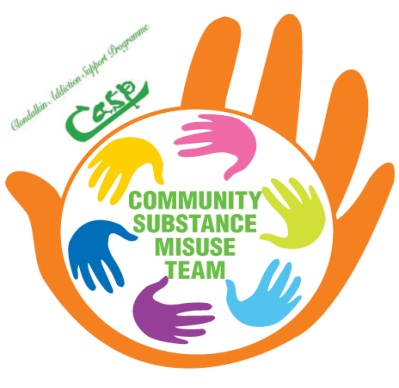 Clondalkin Addiction Support Programme
Casp
COMMUNITY
SUBSTANCE
MISUSE
TEAM